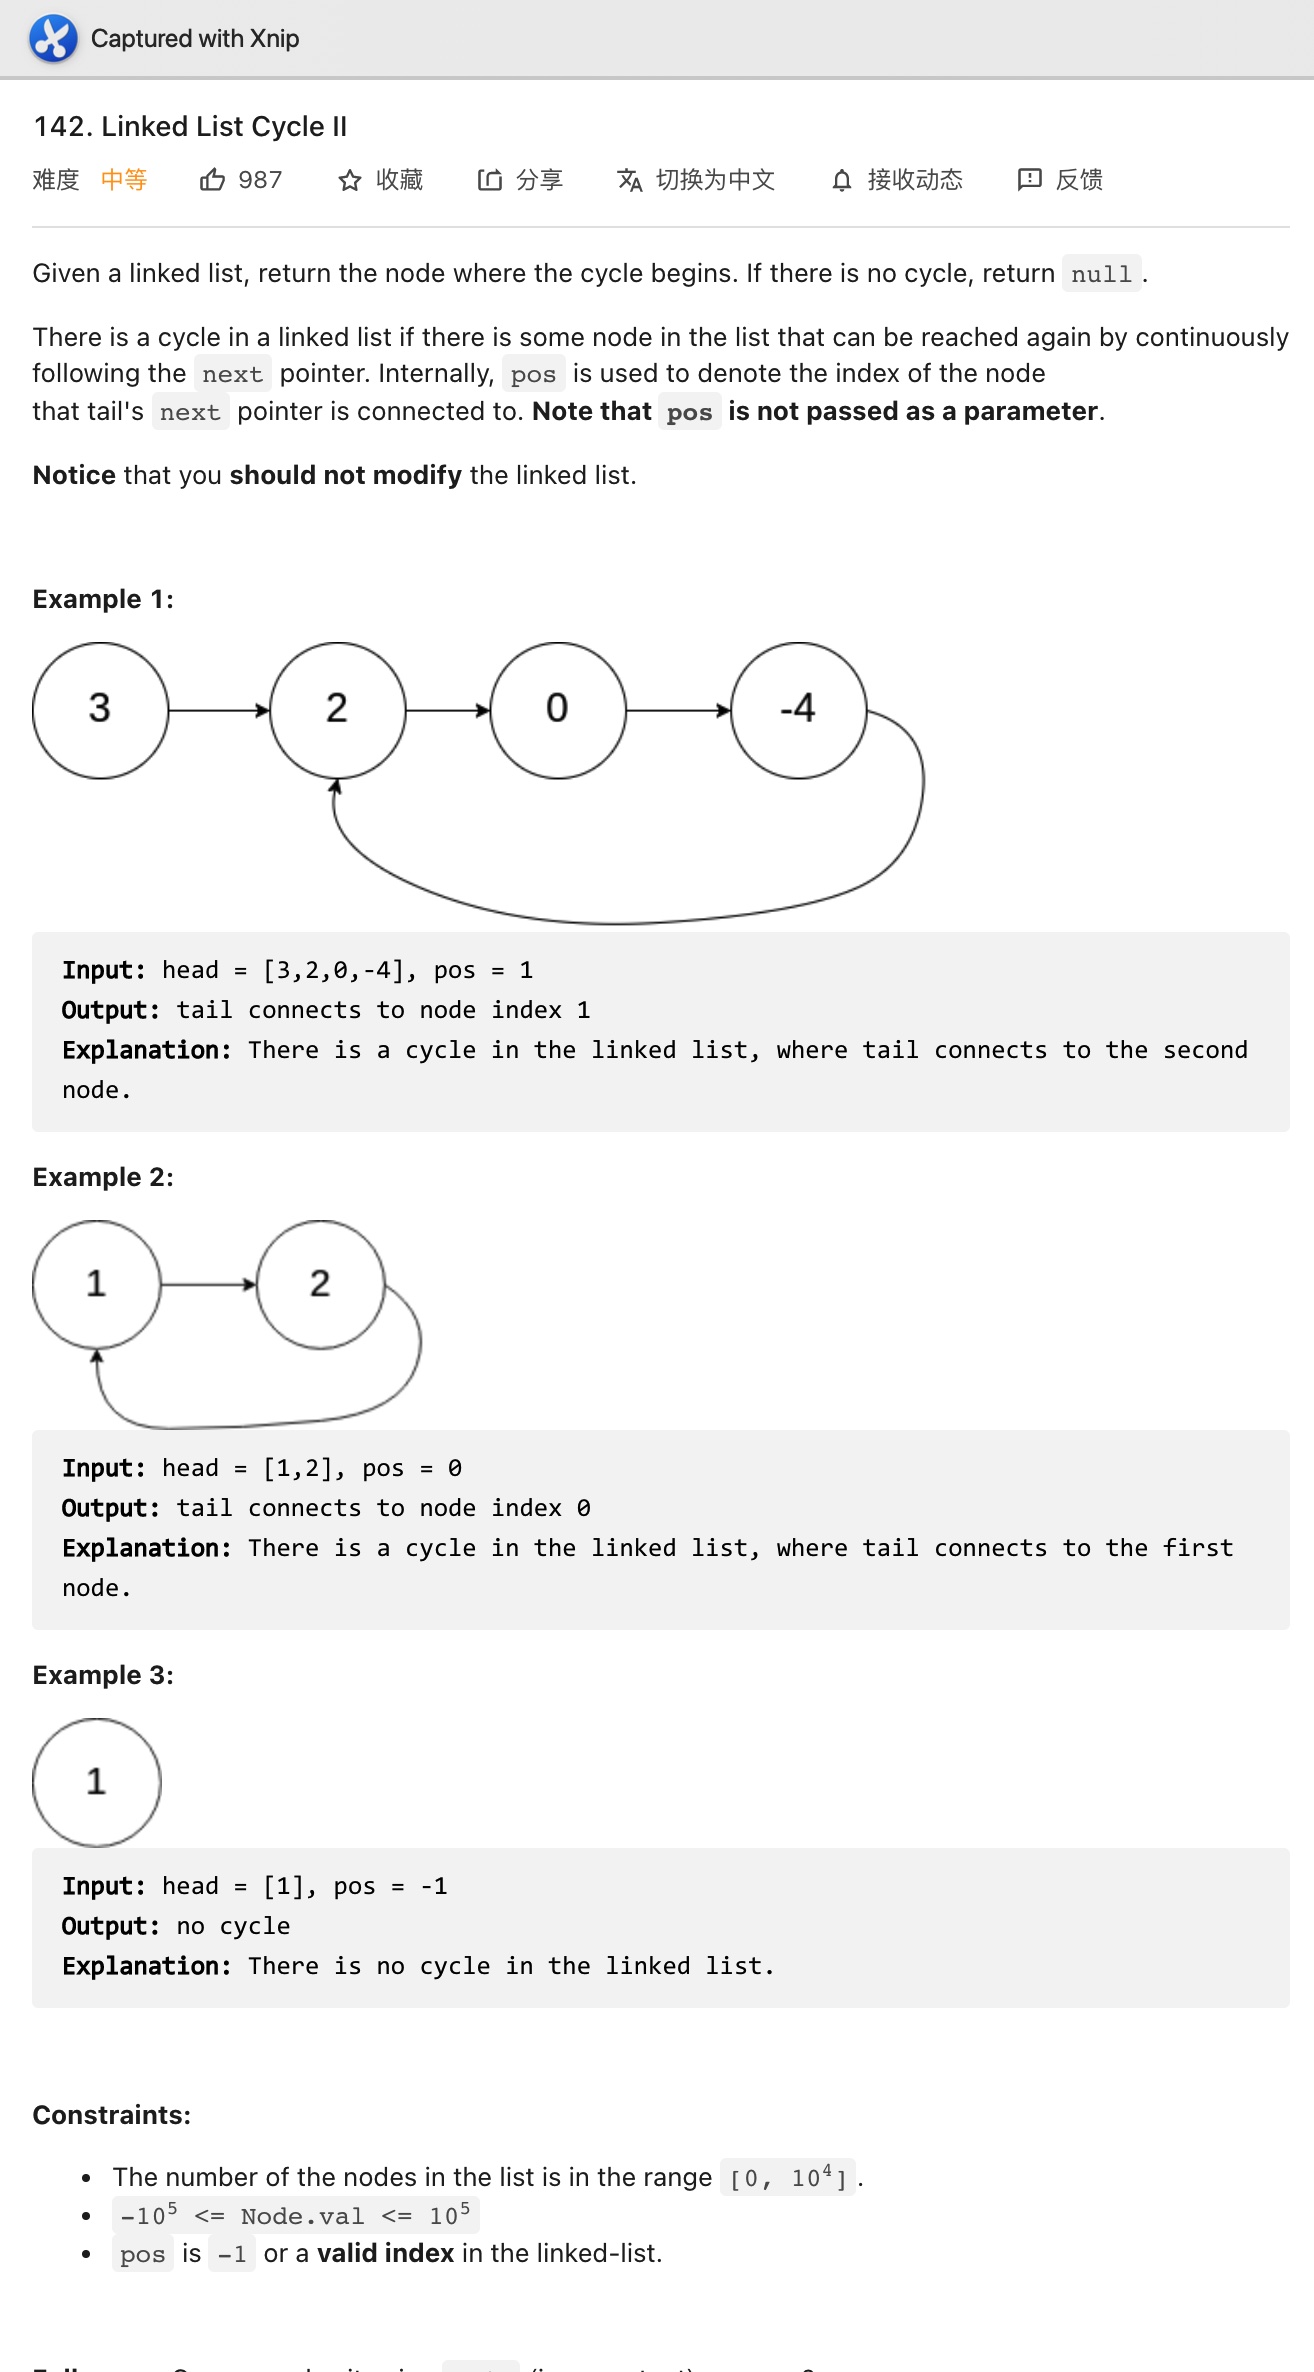 Captured with Xnip
142. Linked List Cycle II
难度 中等 987 收藏 分享 切换为中文 接收动态 反馈
Given a linked list, return the node where the cycle begins. If there is no cycle, return null.
There is a cycle in a linked list if there is some node in the list that can be reached again by continuously
following the next pointer. Internally, pos is used to denote the index of the node
that tail's next pointer is connected to. Note that pos is not passed as a parameter.
Notice that you should not modify the linked list.
Example 1:
3 2 0 -4
Input: head = [3,2,0,-4], pos = 1
Output: tail connects to node index 1
Explanation: There is a cycle in the linked list, where tail connects to the second
node.
Example 2:
1 2
Input: head = [1,2], pos = 0
Output: tail connects to node index 0
Explanation: There is a cycle in the linked list, where tail connects to the first
node.
Example 3:
1
Input: head = [1], pos = -1
Output: no cycle
Explanation: There is no cycle in the linked list.
Constraints:
The number of the nodes in the list is in the range [0, 10⁴].
-10⁵ <= Node.val <= 10⁵
pos is -1 or a valid index in the linked-list.